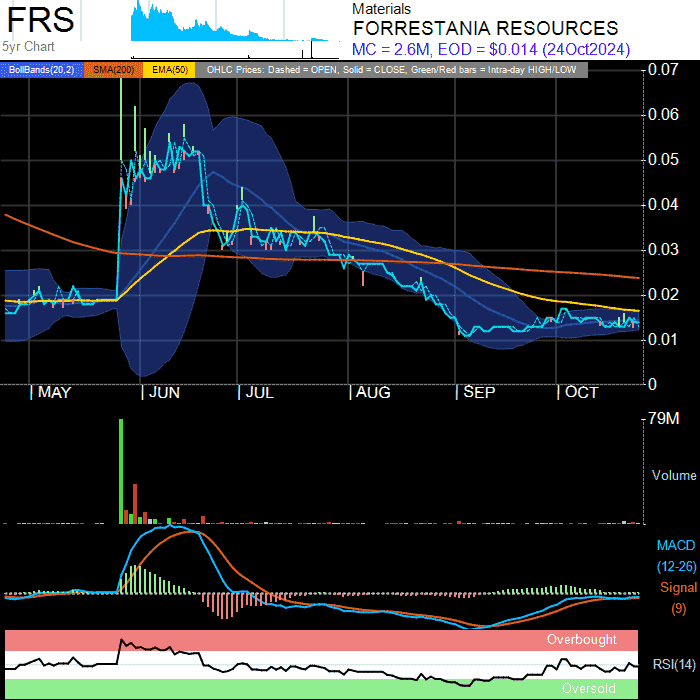 FRS
5yr Chart
Materials
FORRESTANIA RESOURCES
MC = 2.6M, EOD = $0.014 (24Oct2024)
BollBands(20,2) SMA(200) EMA(50) OHLC Prices: Dashed = OPEN, Solid = CLOSE, Green/Red bars = Intra-day HIGH/LOW
0.07
0.06
0.05
0.04
0.03
0.02
0.01
0
MAY JUN JUL AUG SEP OCT
79M
Volume
MACD
(12-26)
Signal
(9)
Overbought
RSI(14)
Oversold